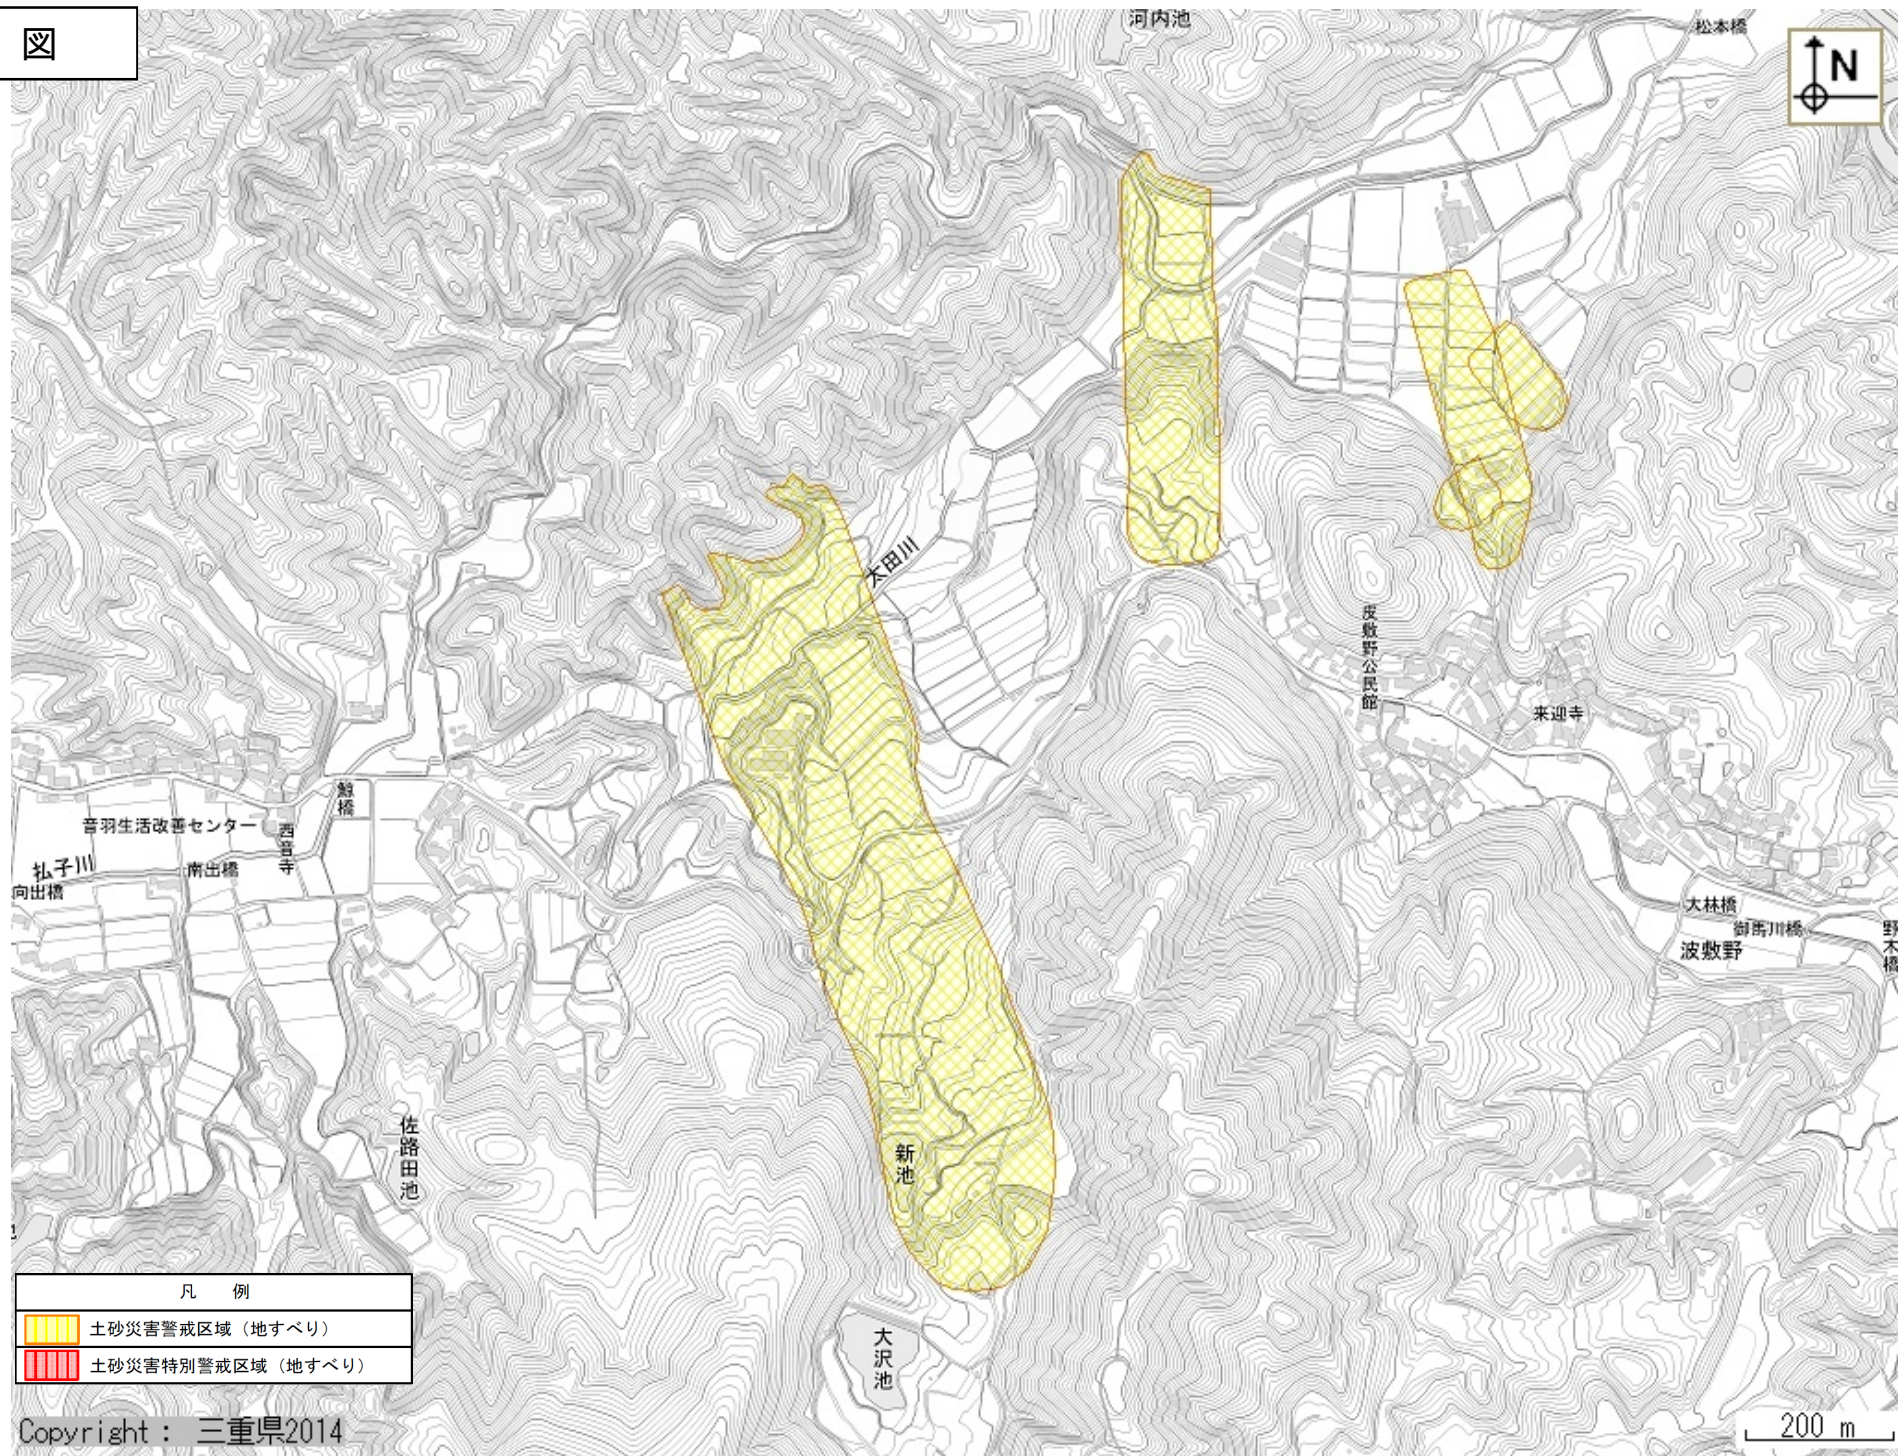 図
河内池
松本橋
N
太田川
波敷野公民館
来迎寺
鯨橋
音羽生活改善センター
西音寺
払子川
南出橋
向出橋
大林橋
御馬川橋
野木橋
波敷野
佐路田池
新池
大沢池
凡　例
土砂災害警戒区域（地すべり）
土砂災害特別警戒区域（地すべり）
Copyright： 三重県2014
200 m